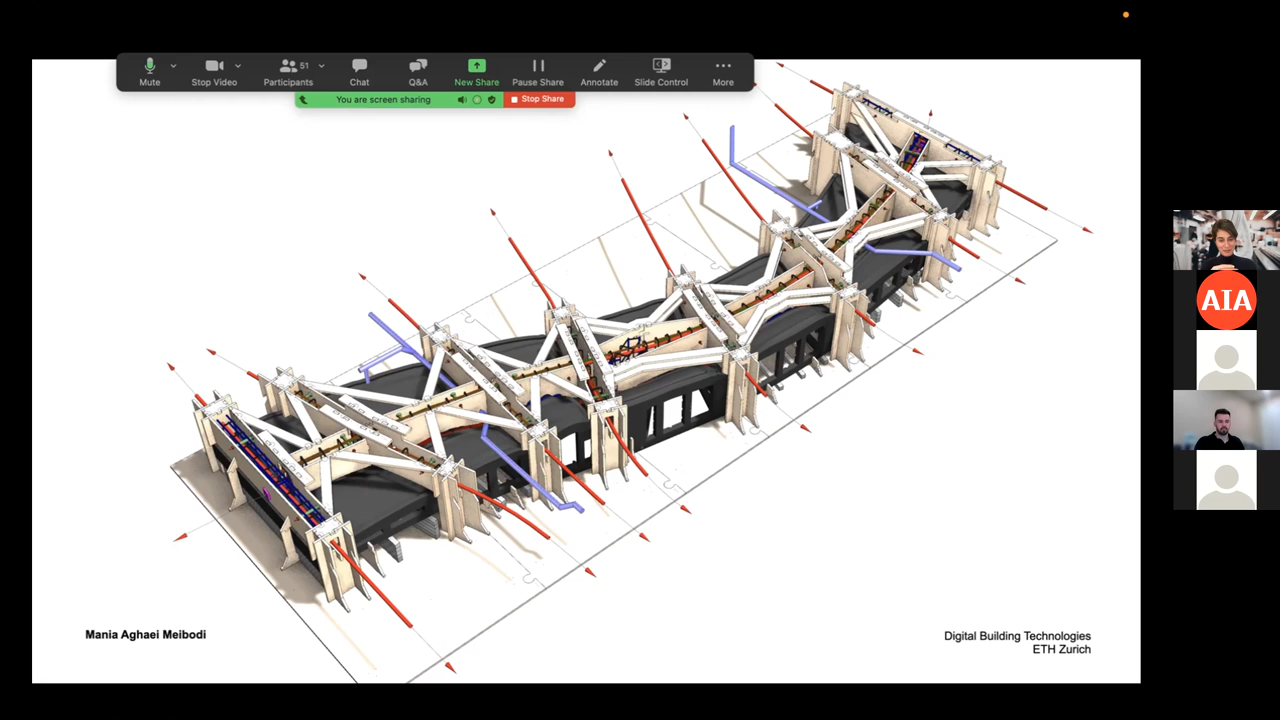 51
Mute
Stop Video
Participants
Chat
Q&A
New Share
Pause Share
Annotate
Slide Control
More
You are screen sharing
Stop Share
AIA
Mania Aghaei Meibodi
Digital Building Technologies
ETH Zurich